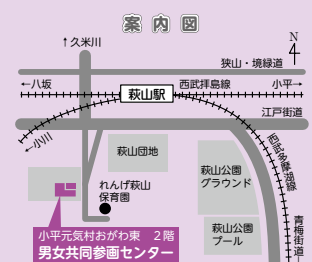 案内図
↑久米川
N
狭山・境緑道
←八坂
西武拝島線
小平→
萩山駅
江戸街道
←小川
西武多摩湖線
萩山団地
萩山公園
グラウンド
れんげ萩山
保育園
萩山公園
プール
青梅街道→
小平元気村おがわ東 2階
男女共同参画センター